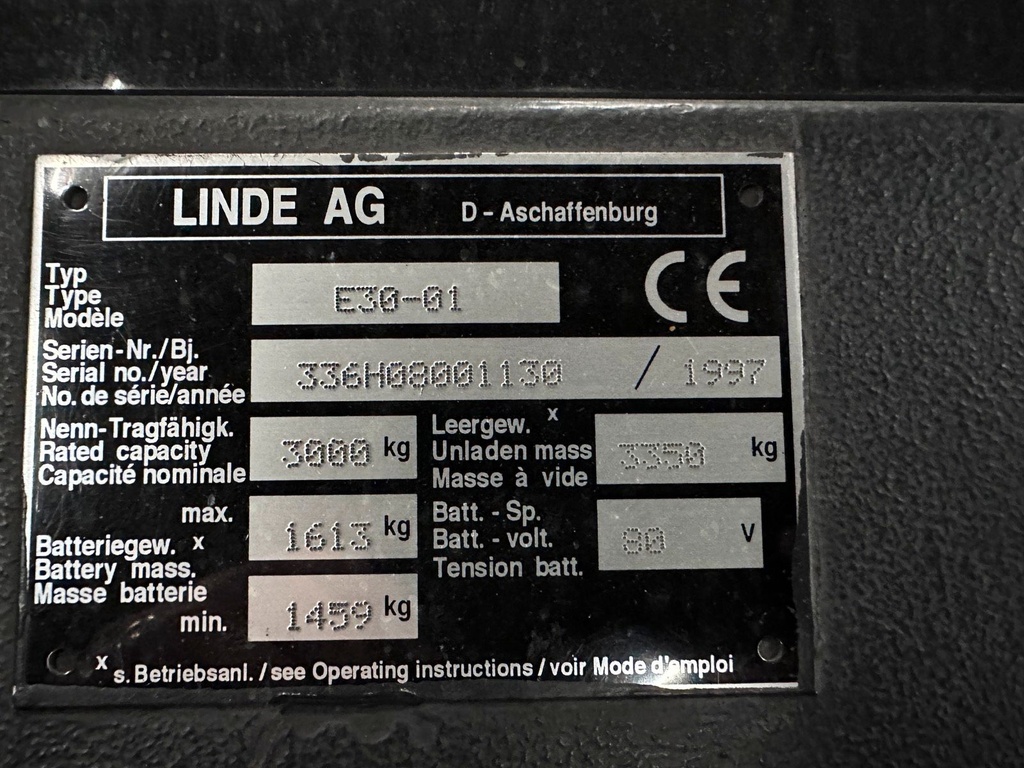 LINDE AG D - Aschaffenburg
Typ
Type
Modèle
E30-01
CE
Serien-Nr./Bj.
Serial no./year
No. de série/année
336H08001130 / 1997
Nenn-Tragfähigk.
Rated capacity
Capacité nominale
3000 kg
Leergew. x
Unladen mass
Masse à vide
3350 kg
max.
1613 kg
Batteriegew. x
Battery mass.
Masse batterie
min.
1459 kg
Batt. - Sp.
Batt. - volt.
Tension batt.
80 V
x s. Betriebsanl. / see Operating instructions / voir Mode d'emploi